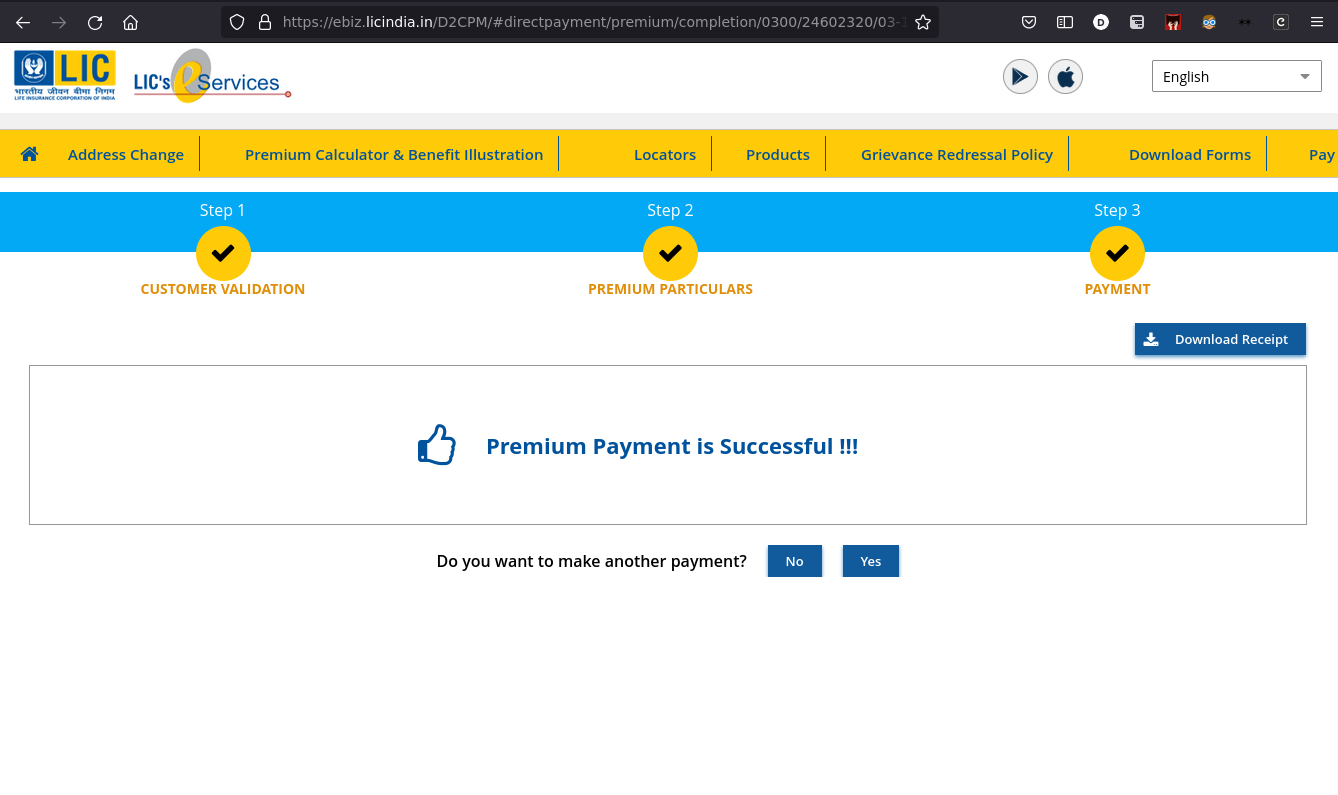 https://ebiz.licindia.in/D2CPM/#directpayment/premium/completion/0300/24602320/03-
LIC
भारतीय जीवन बीमा निगम
LIFE INSURANCE CORPORATION OF INDIA
LIC's eServices
English
Address Change
Premium Calculator & Benefit Illustration
Locators
Products
Grievance Redressal Policy
Download Forms
Pay
Step 1
Step 2
Step 3
CUSTOMER VALIDATION
PREMIUM PARTICULARS
PAYMENT
Download Receipt
Premium Payment is Successful !!!
Do you want to make another payment?
No
Yes